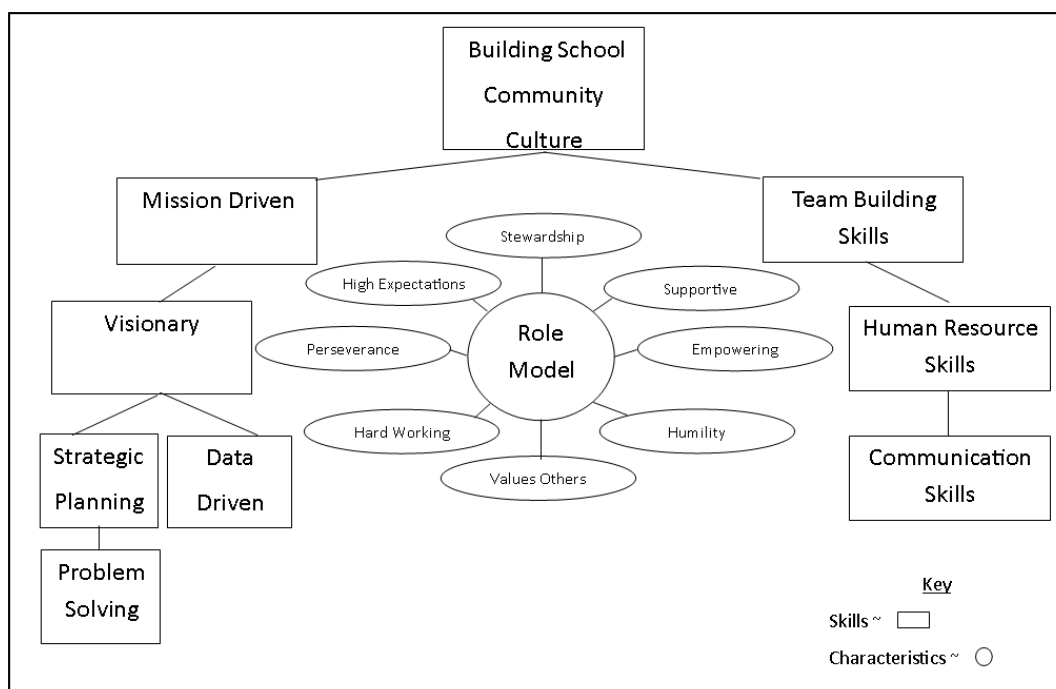 Building School
Community
Culture
Mission Driven
Team Building
Skills
Stewardship
High Expectations
Supportive
Visionary
Role
Model
Human Resource
Skills
Perseverance
Empowering
Hard Working
Humility
Values Others
Strategic
Planning
Data
Driven
Communication
Skills
Problem
Solving
Key
Skills ~
Characteristics ~